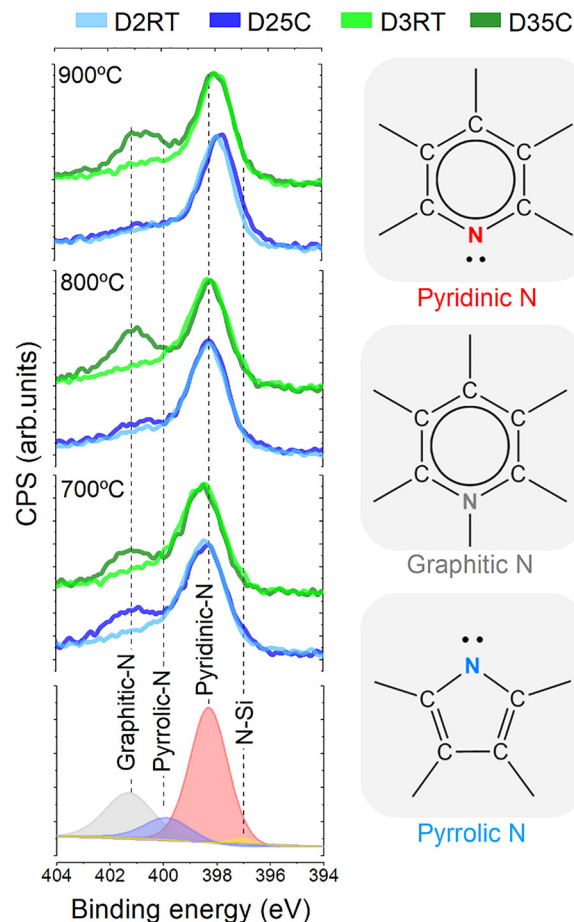 D2RT D25C D3RT D35C
900ºC
800ºC
700ºC
CPS (arb.units)
Graphitic-N
Pyrrolic-N
Pyridinic-N
N-Si
404 402 400 398 396 394
Binding energy (eV)
C
C C
C C
N
Pyridinic N
C
C C
C C
N
Graphitic N
N
C C
C C
Pyrrolic N